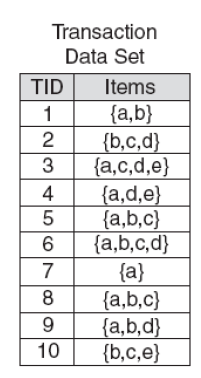 Transaction
Data Set
TID Items
1 {a,b}
2 {b,c,d}
3 {a,c,d,e}
4 {a,d,e}
5 {a,b,c}
6 {a,b,c,d}
7 {a}
8 {a,b,c}
9 {a,b,d}
10 {b,c,e}